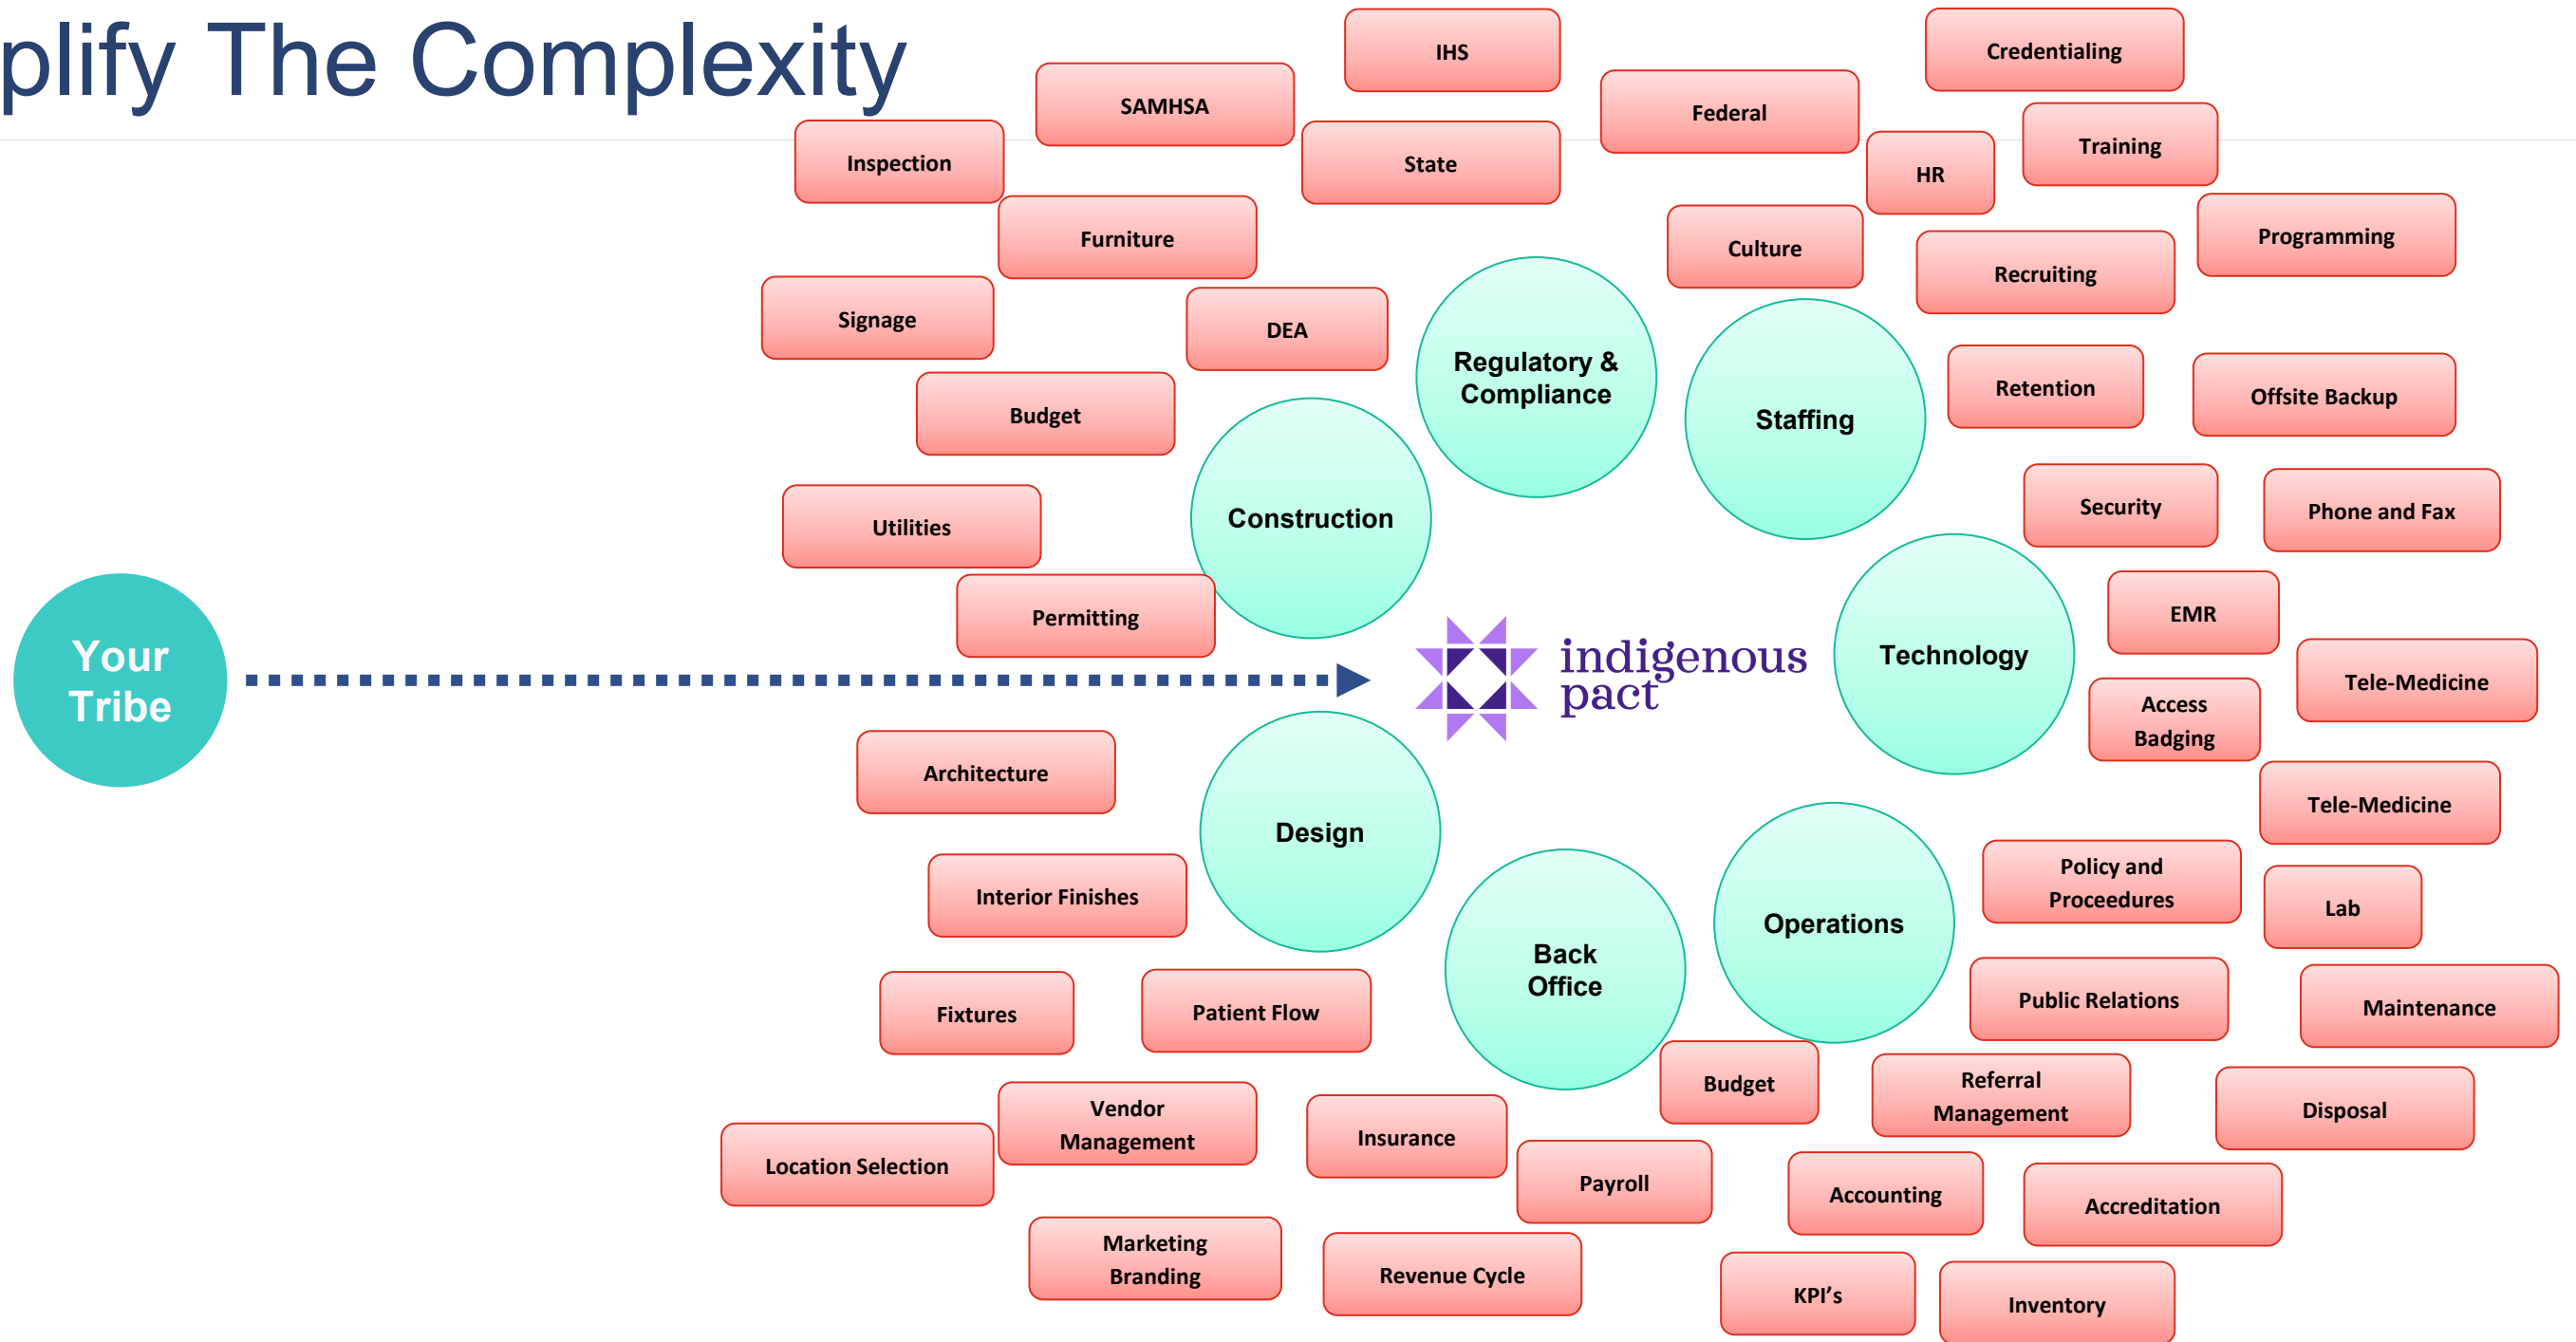 plify The Complexity
IHS
Credentialing
SAMHSA
Federal
Training
Inspection
State
HR
Furniture
Culture
Programming
Recruiting
Signage
DEA
Regulatory &
Compliance
Staffing
Retention
Offsite Backup
Budget
Construction
Security
Phone and Fax
Utilities
Permitting
EMR
Your
Tribe
indigenous
pact
Technology
Tele-Medicine
Access
Badging
Architecture
Tele-Medicine
Design
Policy and
Proceedures
Lab
Interior Finishes
Operations
Back
Office
Fixtures
Patient Flow
Public Relations
Maintenance
Budget
Referral
Management
Disposal
Vendor
Management
Insurance
Location Selection
Payroll
Accounting
Accreditation
Marketing
Branding
Revenue Cycle
KPI’s
Inventory